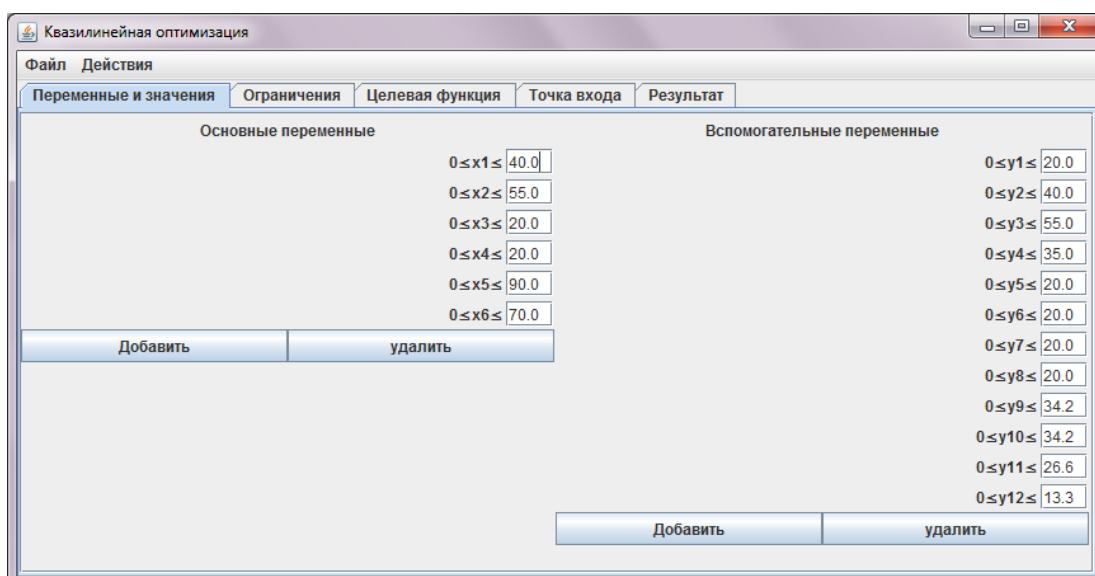 Квазилинейная оптимизация
Файл Действия
Переменные и значения Ограничения Целевая функция Точка входа Результат
Основные переменные
0≤x1≤ 40.0
0≤x2≤ 55.0
0≤x3≤ 20.0
0≤x4≤ 20.0
0≤x5≤ 90.0
0≤x6≤ 70.0
Добавить удалить
Вспомогательные переменные
0≤y1≤ 20.0
0≤y2≤ 40.0
0≤y3≤ 55.0
0≤y4≤ 35.0
0≤y5≤ 20.0
0≤y6≤ 20.0
0≤y7≤ 20.0
0≤y8≤ 20.0
0≤y9≤ 34.2
0≤y10≤ 34.2
0≤y11≤ 26.6
0≤y12≤ 13.3
Добавить удалить